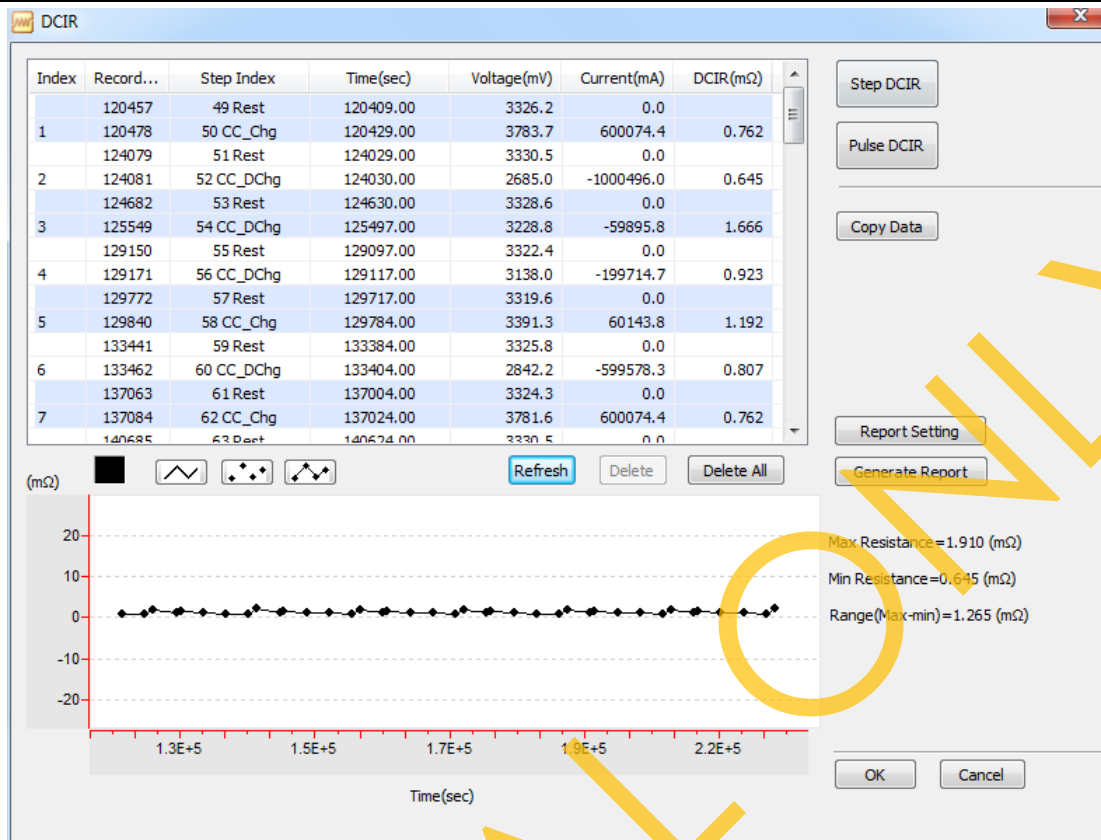 DCIR
Index Record... Step Index Time(sec) Voltage(mV) Current(mA) DCIR(mΩ)
120457 49 Rest 120409.00 3326.2 0.0
1 120478 50 CC_Chg 120429.00 3783.7 600074.4 0.762
124079 51 Rest 124029.00 3330.5 0.0
2 124081 52 CC_DChg 124030.00 2685.0 -1000496.0 0.645
124682 53 Rest 124630.00 3328.6 0.0
3 125549 54 CC_DChg 125497.00 3228.8 -59895.8 1.666
129150 55 Rest 129097.00 3322.4 0.0
4 129171 56 CC_DChg 129117.00 3138.0 -199714.7 0.923
129772 57 Rest 129717.00 3319.6 0.0
5 129840 58 CC_Chg 129784.00 3391.3 60143.8 1.192
133441 59 Rest 133384.00 3325.8 0.0
6 133462 60 CC_DChg 133404.00 2842.2 -599578.3 0.807
137063 61 Rest 137004.00 3324.3 0.0
7 137084 62 CC_Chg 137024.00 3781.6 600074.4 0.762
140685 63 Rest 140624.00 3330.5 0.0
Step DCIR
Pulse DCIR
Copy Data
Report Setting
Generate Report
Refresh Delete Delete All
(mΩ)
20
10
0
-10
-20
1.3E+5 1.5E+5 1.7E+5 1.9E+5 2.2E+5
Time(sec)
Max Resistance=1.910 (mΩ)
Min Resistance=0.645 (mΩ)
Range(Max-min)=1.265 (mΩ)
OK Cancel
ONLY